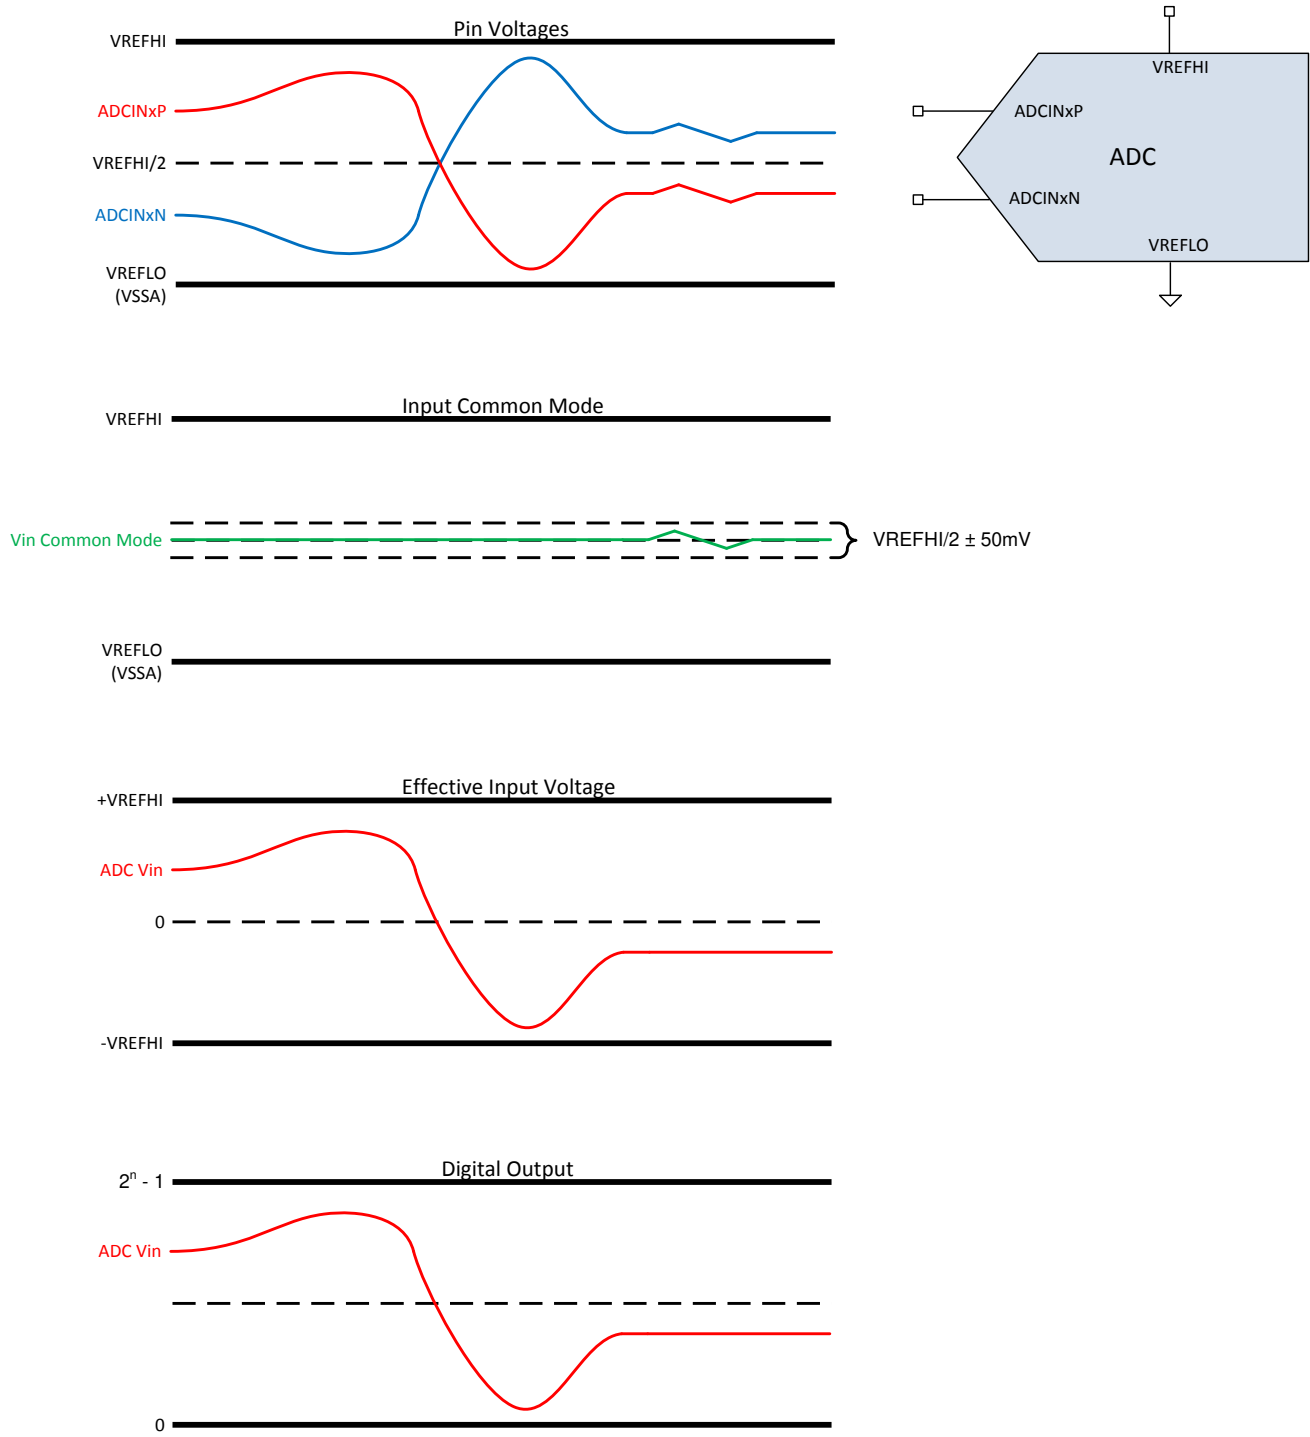 Pin Voltages
VREFHI
ADCINxP
VREFHI/2
ADCINxN
VREFLO
(VSSA)
VREFHI
ADCINxP
ADC
ADCINxN
VREFLO
Input Common Mode
VREFHI
Vin Common Mode
VREFHI/2 ± 50mV
VREFLO
(VSSA)
Effective Input Voltage
+VREFHI
ADC Vin
0
-VREFHI
Digital Output
2ⁿ - 1
ADC Vin
0